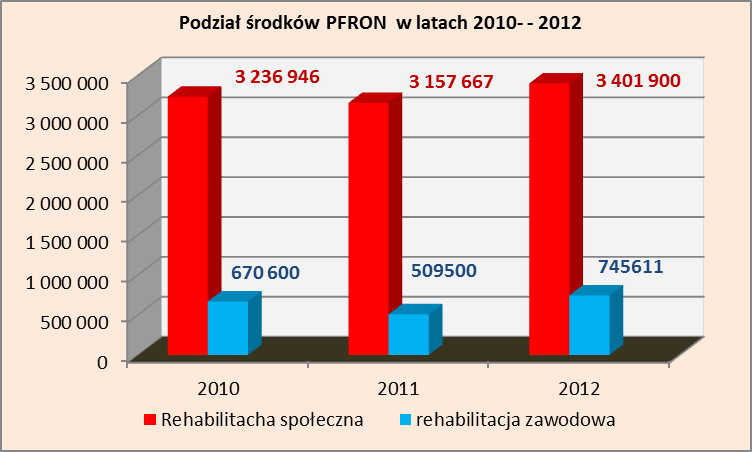 Podział środków PFRON w latach 2010- - 2012
3 500 000
3 000 000
2 500 000
2 000 000
1 500 000
1 000 000
500 000
0
3 236 946
3 157 667
3 401 900
670 600
509500
745611
2010
2011
2012
Rehabilitacha społeczna
rehabilitacja zawodowa